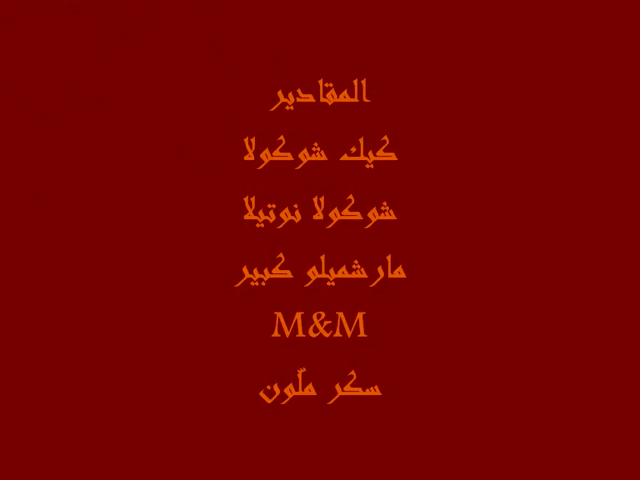 المقادير
كيك شوكولا
شوكولا نوتيلا
مارشميلو كبير
M&M
سكر ملّون